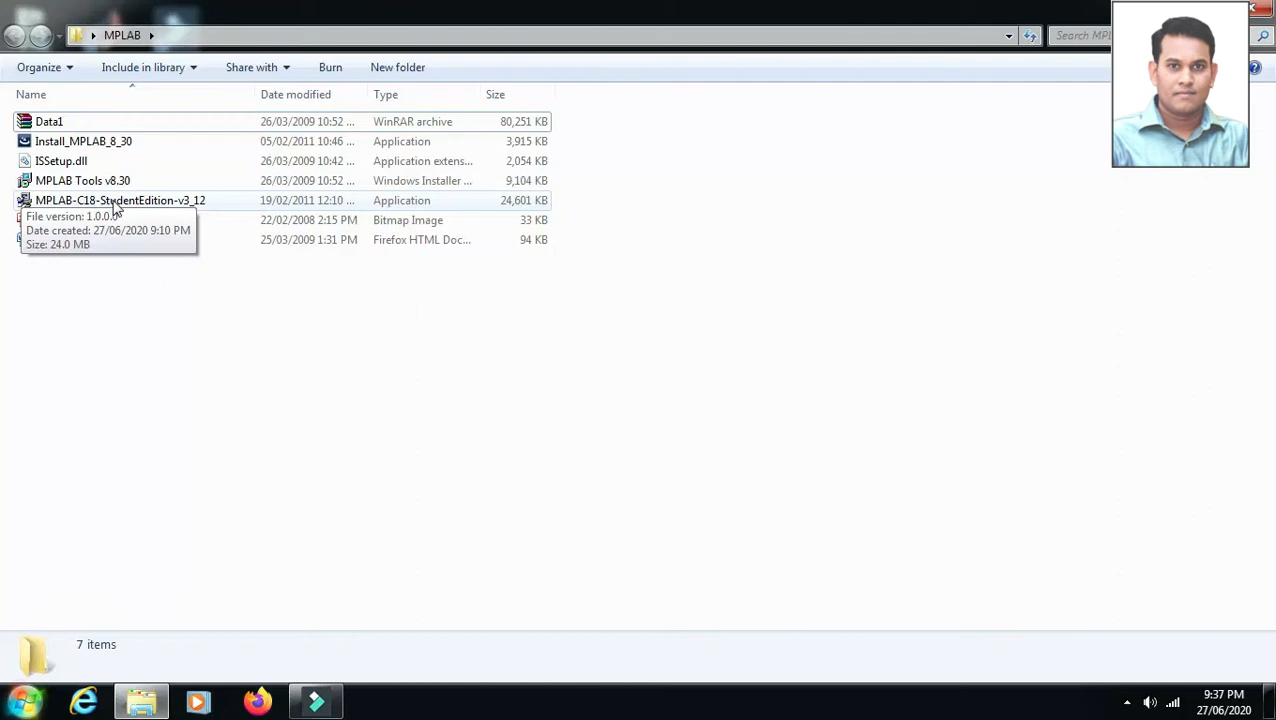 MPLAB
Search MPL
Organize
Include in library
Share with
Burn
New folder
Name Date modified Type Size
Data1 26/03/2009 10:52 ... WinRAR archive 80,251 KB
Install_MPLAB_8_30 05/02/2011 10:46 ... Application 3,915 KB
ISSetup.dll 26/03/2009 10:42 ... Application extens... 2,054 KB
MPLAB Tools v8.30 26/03/2009 10:52 ... Windows Installer ... 9,104 KB
MPLAB-C18-StudentEdition-v3_12 19/02/2011 12:10 ... Application 24,601 KB
22/02/2008 2:15 PM Bitmap Image 33 KB
25/03/2009 1:31 PM Firefox HTML Doc... 94 KB
File version: 1.0.0.0
Date created: 27/06/2020 9:10 PM
Size: 24.0 MB
7 items
9:37 PM
27/06/2020